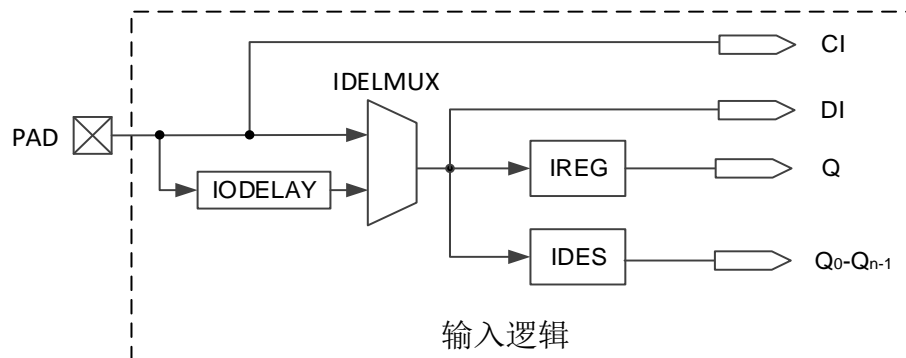 CI
IDELMUX
DI
PAD
IREG
Q
IODELAY
IDES
Q0-Qn-1
输入逻辑